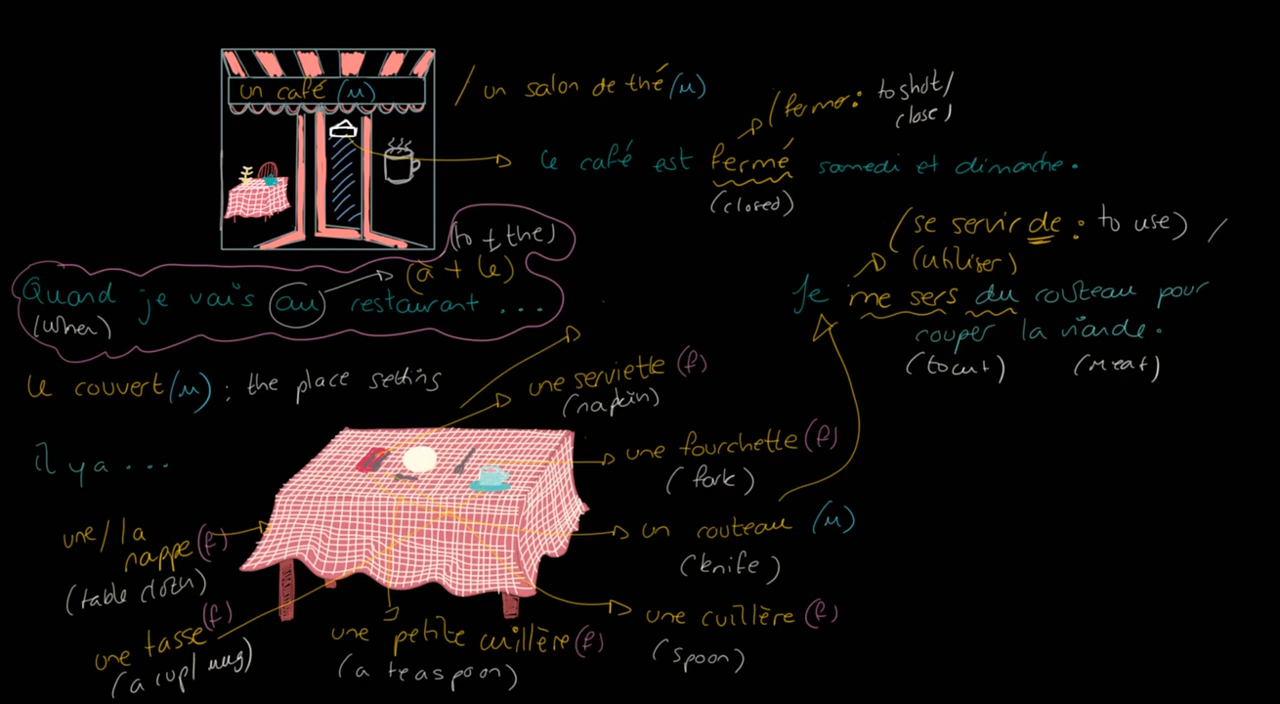 un café (M)
/ un salon de thé (M)
(fermer: to shut/
close)
Le café est fermé samedi et dimanche.
(closed)
(se servir de : to use) /
(utiliser)
Je me sers du couteau pour
couper la viande.
(to cut) (meat)
(to + the)
(à + le)
Quand je vais au restaurant ...
(when)
Le couvert (M) : the place setting
il y a ...
une serviette (f)
(napkin)
une fourchette (f)
(fork)
un couteau (M)
(knife)
une cuillère (f)
(spoon)
une / la
nappe (f)
(table cloth)
une tasse (f)
(a cup/mug)
une petite cuillère (f)
(a teaspoon)